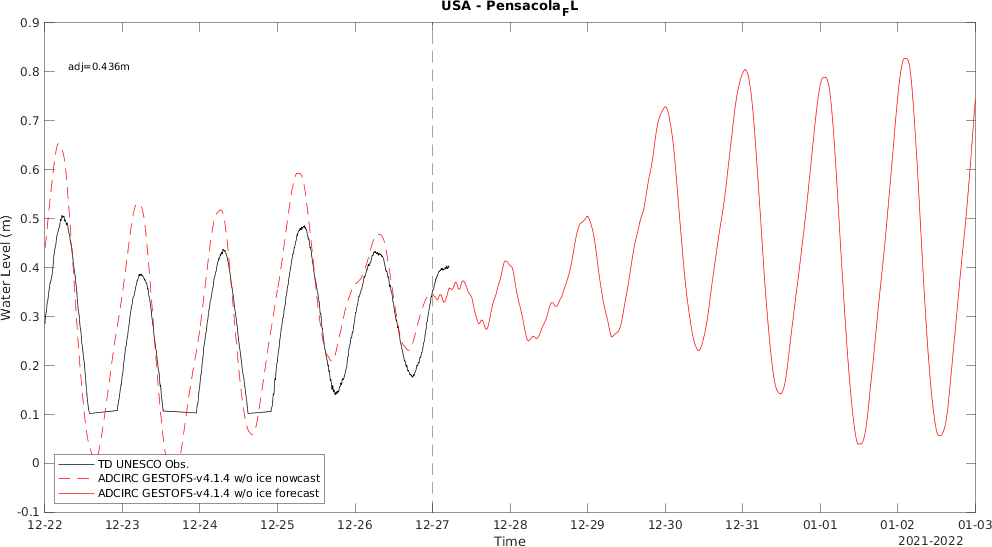 USA - Pensacola_FL
adj=0.436m
Water Level (m)
0.9
0.8
0.7
0.6
0.5
0.4
0.3
0.2
0.1
0
-0.1
TD UNESCO Obs.
ADCIRC GESTOFS-v4.1.4 w/o ice nowcast
ADCIRC GESTOFS-v4.1.4 w/o ice forecast
12-22 12-23 12-24 12-25 12-26 12-27 12-28 12-29 12-30 12-31 01-01 01-02 01-03
Time
2021-2022